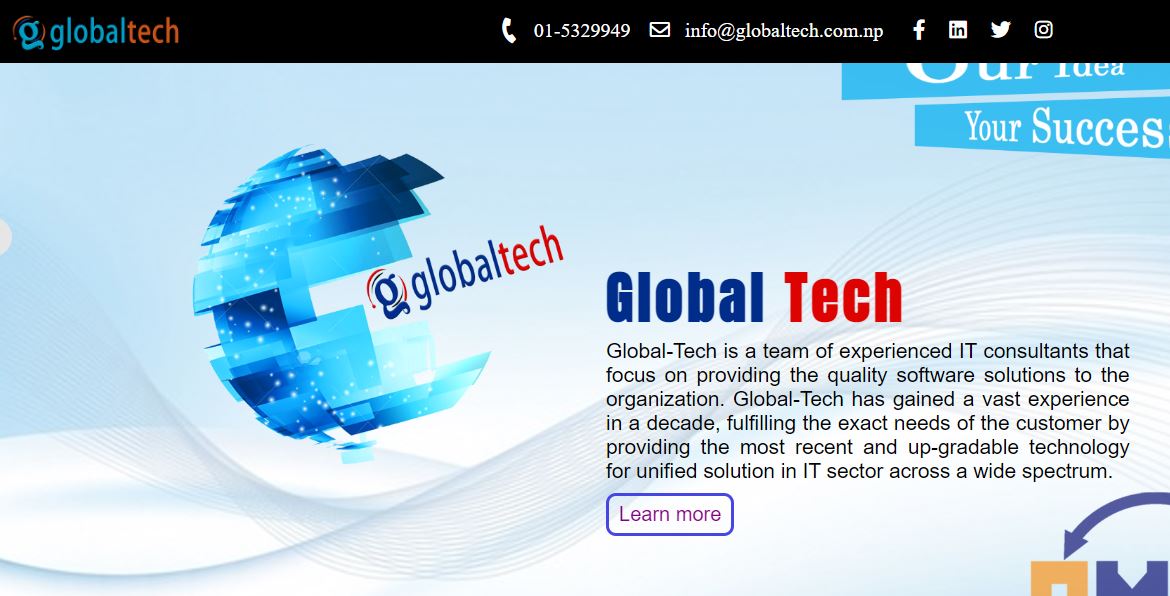 globaltech
01-5329949
info@globaltech.com.np
Our Idea
Your Success
globaltech
Global Tech
Global-Tech is a team of experienced IT consultants that
focus on providing the quality software solutions to the
organization. Global-Tech has gained a vast experience
in a decade, fulfilling the exact needs of the customer by
providing the most recent and up-gradable technology
for unified solution in IT sector across a wide spectrum.
Learn more